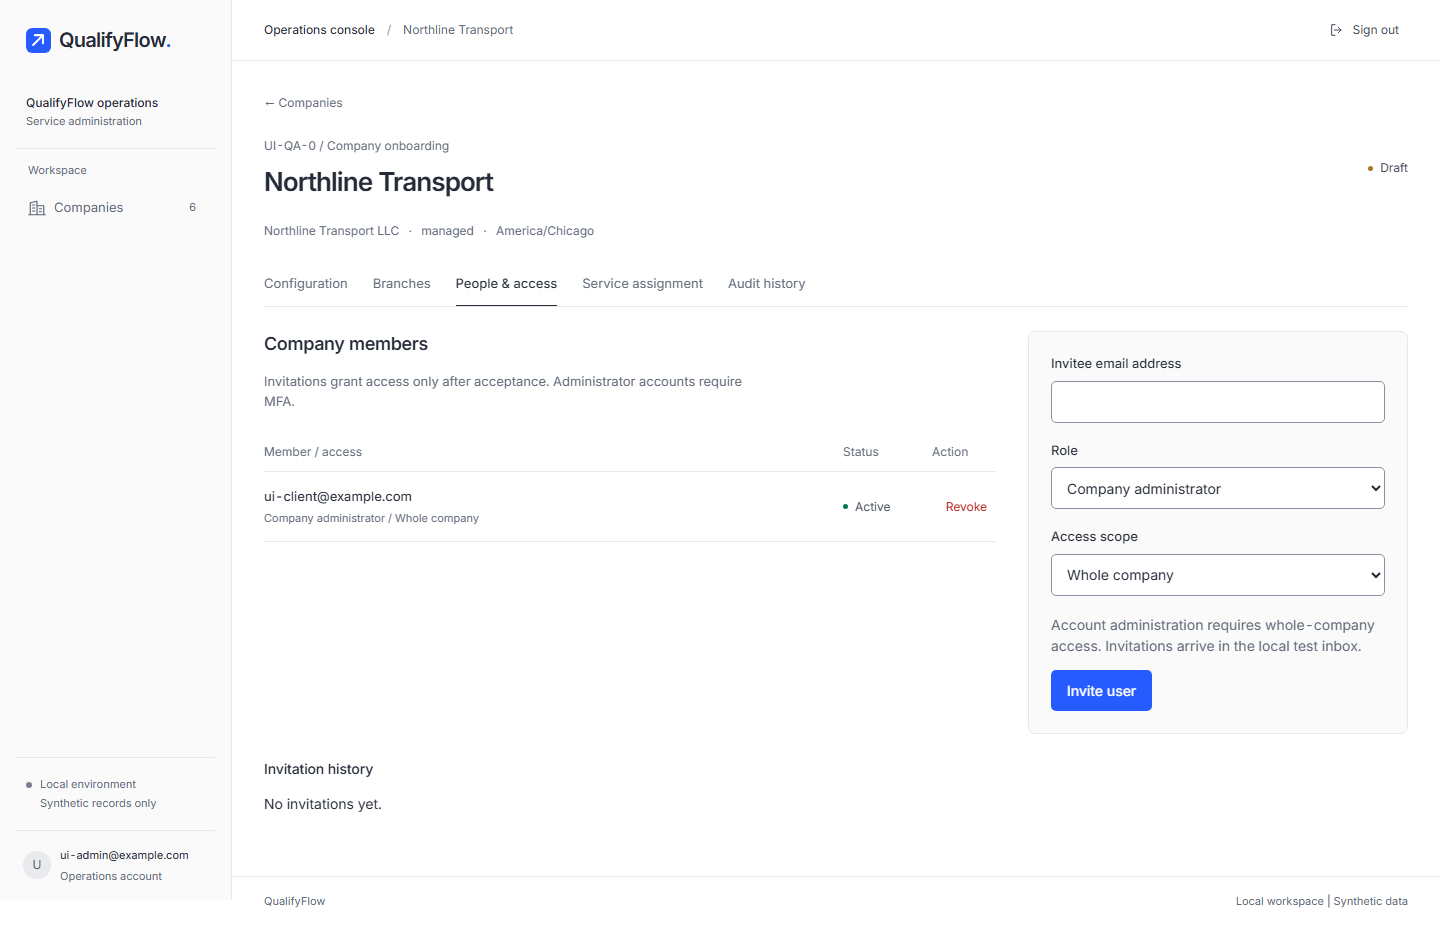 QualifyFlow.
QualifyFlow operations
Service administration
Workspace
Companies 6
Local environment
Synthetic records only
U
ui-admin@example.com
Operations account
Operations console / Northline Transport
Sign out
← Companies
UI-QA-0 / Company onboarding
Northline Transport
Draft
Northline Transport LLC · managed · America/Chicago
Configuration Branches People & access Service assignment Audit history
Company members
Invitations grant access only after acceptance. Administrator accounts require
MFA.
Member / access Status Action
ui-client@example.com
Company administrator / Whole company
Active Revoke
Invitee email address
Role
Company administrator
Access scope
Whole company
Account administration requires whole-company
access. Invitations arrive in the local test inbox.
Invite user
Invitation history
No invitations yet.
QualifyFlow
Local workspace | Synthetic data